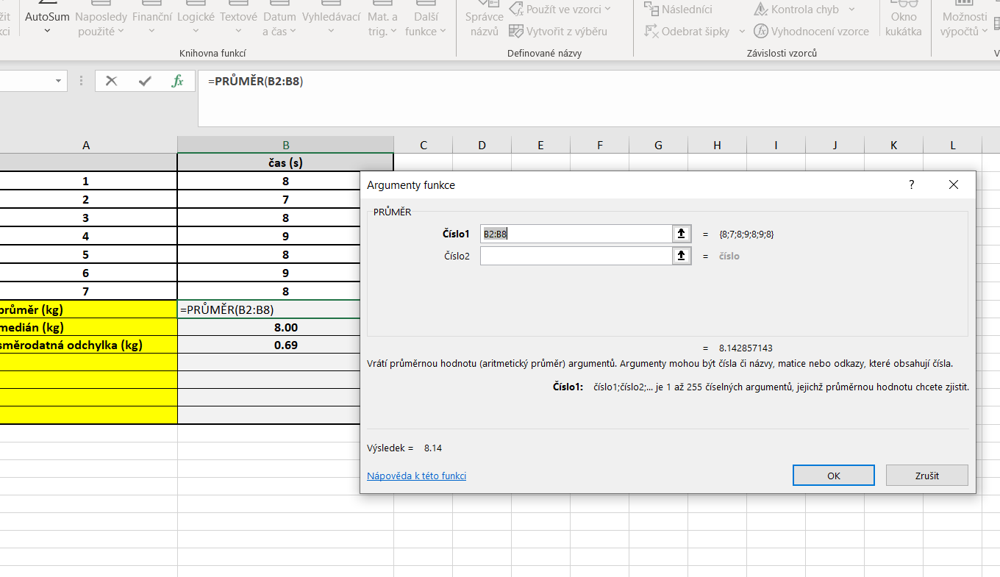 žit
kci
AutoSum
Naposledy
použité
Finanční
Logické
Textové
Datum
a čas
Vyhledávací
Mat. a
trig.
Další
funkce
Knihovna funkcí
Správce
názvů
Použít ve vzorci
Vytvořit z výběru
Definované názvy
Následníci
Odebrat šipky
Kontrola chyb
Vyhodnocení vzorce
Závislosti vzorců
Okno
kukátka
Možnosti
výpočtů
V
fx =PRŮMĚR(B2:B8)
A B C D E F G H I J K L
čas (s)
1 8
2 7
3 8
4 9
5 8
6 9
7 8
průměr (kg) =PRŮMĚR(B2:B8)
medián (kg) 8.00
směrodatná odchylka (kg) 0.69
Argumenty funkce ?
PRŮMĚR
Číslo1 B2:B8 = {8;7;8;9;8;9;8}
Číslo2 = číslo
= 8.142857143
Vrátí průměrnou hodnotu (aritmetický průměr) argumentů. Argumenty mohou být čísla či názvy, matice nebo odkazy, které obsahují čísla.
Číslo1: číslo1;číslo2;... je 1 až 255 číselných argumentů, jejichž průměrnou hodnotu chcete zjistit.
Výsledek = 8.14
Nápověda k této funkci
OK
Zrušit